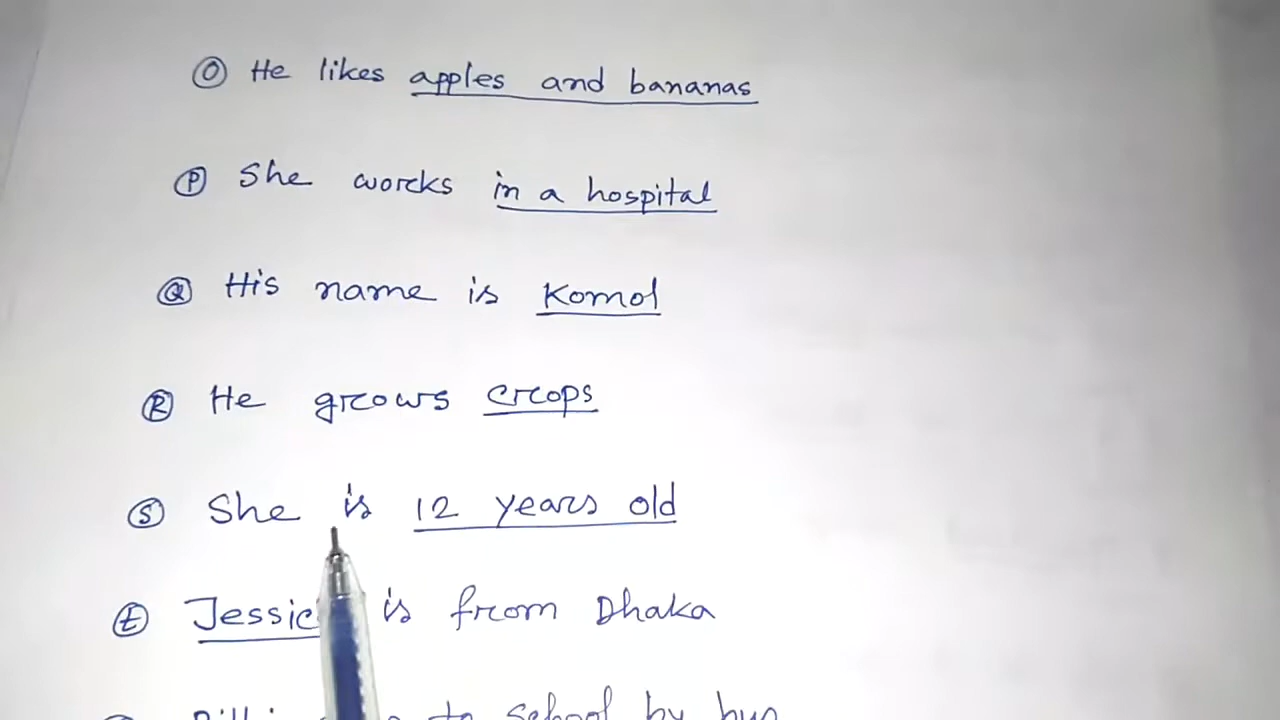 O He likes apples and bananas
P She works in a hospital
Q His name is Komol
R He grows crops
S She is 12 years old
t Jessic is from Dhaka
to school by bus